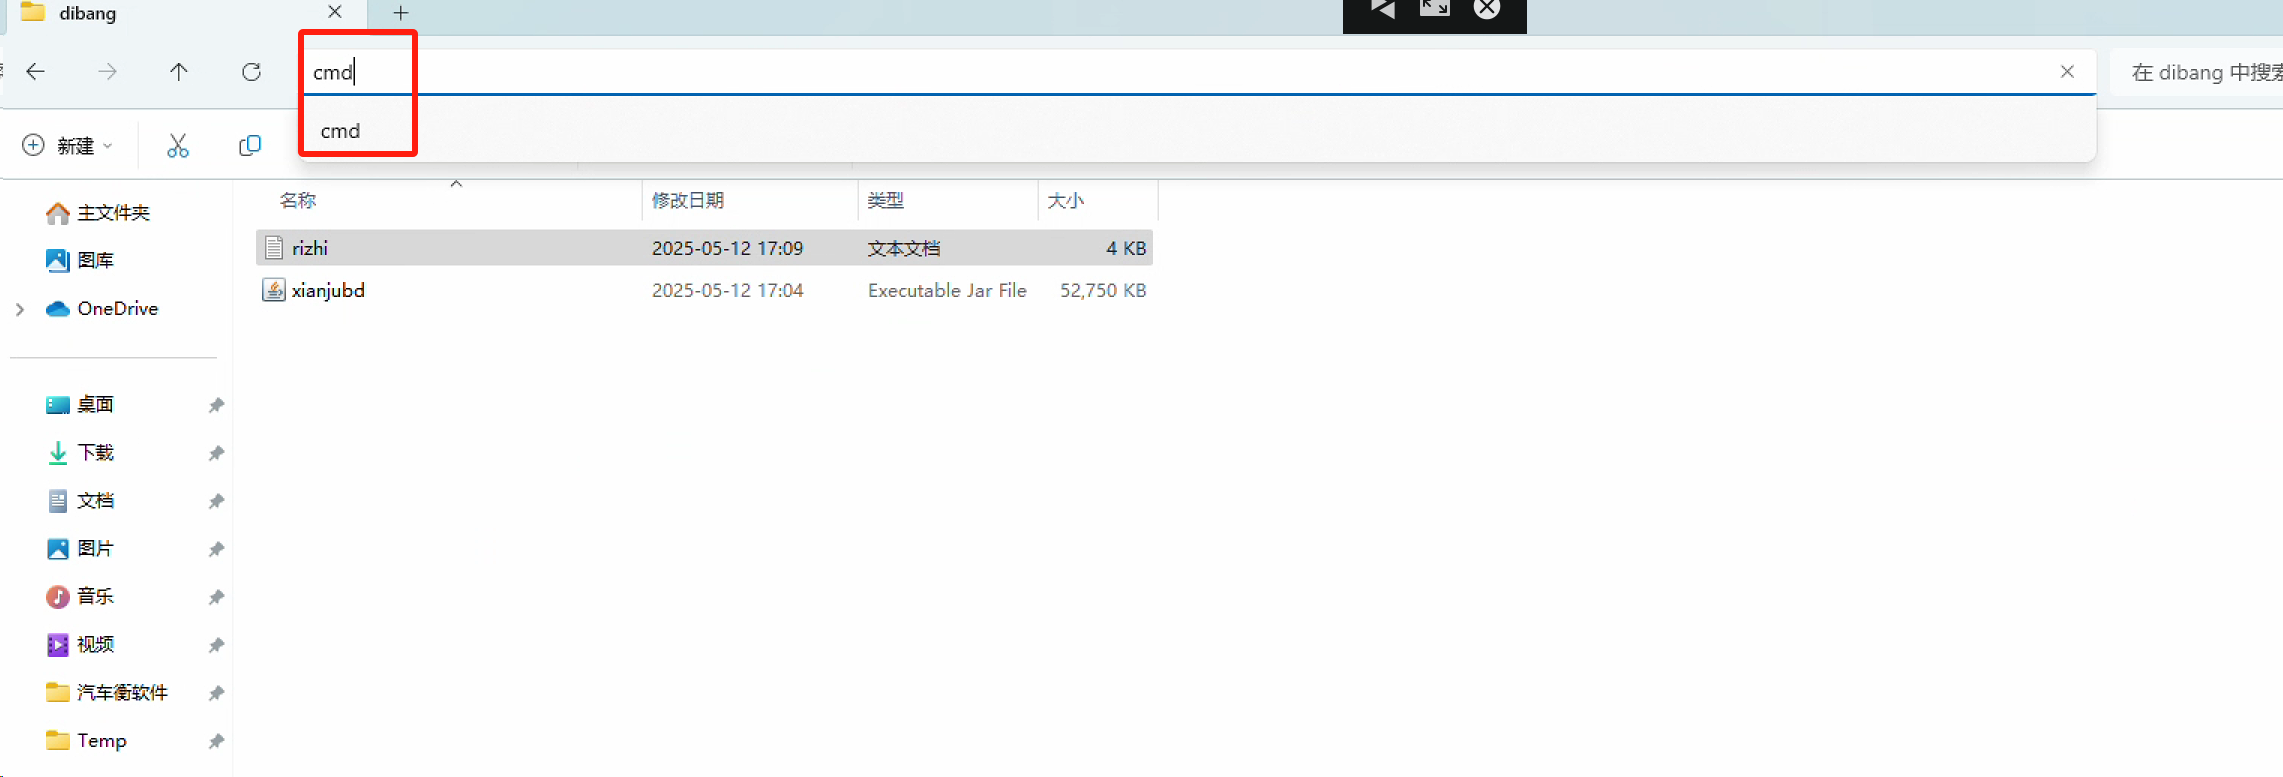 dibang
cmd
在 dibang 中搜索
cmd
新建
名称 修改日期 类型 大小
主文件夹
rizhi 2025-05-12 17:09 文本文档 4 KB
图库
xianjubd 2025-05-12 17:04 Executable Jar File 52,750 KB
OneDrive
桌面
下载
文档
图片
音乐
视频
汽车衡软件
Temp